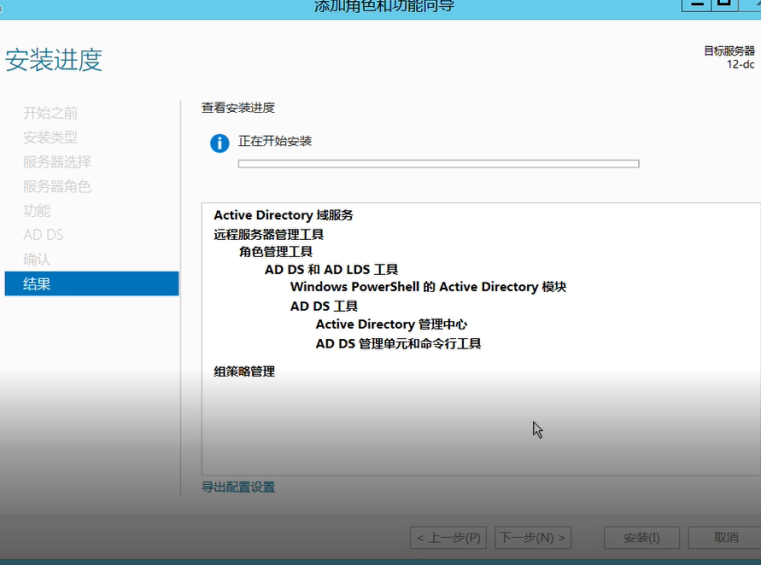 添加角色和功能向导
安装进度
目标服务器
12-dc
开始之前
安装类型
服务器选择
服务器角色
功能
AD DS
确认
结果
查看安装进度
正在开始安装
Active Directory 域服务
远程服务器管理工具
角色管理工具
AD DS 和 AD LDS 工具
Windows PowerShell 的 Active Directory 模块
AD DS 工具
Active Directory 管理中心
AD DS 管理单元和命令行工具
组策略管理
导出配置设置
< 上一步(P)
下一步(N) >
安装(I)
取消